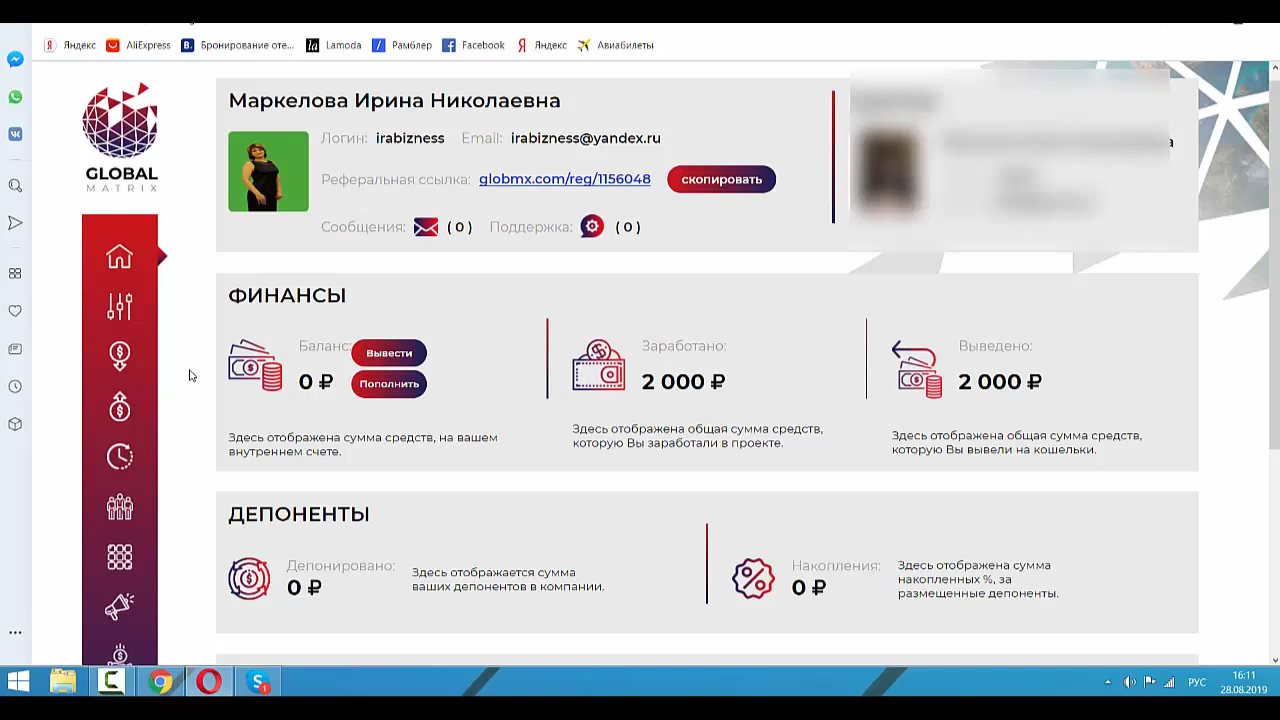 Яндекс
AliExpress
Бронирование оте...
Lamoda
Рамблер
Facebook
Яндекс
Авиабилеты
GLOBAL
MATRIX
Маркелова Ирина Николаевна
Логин: irabizness Email: irabizness@yandex.ru
Реферальная ссылка: globmx.com/reg/1156048 скопировать
Сообщения: ( 0 ) Поддержка: ( 0 )
ФИНАНСЫ
Баланс: Вывести
0 ₽ Пополнить
Здесь отображена сумма средств, на вашем
внутреннем счете.
Заработано:
2 000 ₽
Здесь отображена общая сумма средств,
которую Вы заработали в проекте.
Выведено:
2 000 ₽
Здесь отображена общая сумма средств,
которую Вы вывели на кошельки.
ДЕПОНЕНТЫ
Депонировано:
0 ₽
Здесь отображается сумма
ваших депонентов в компании.
Накопления:
0 ₽
Здесь отображена сумма
накопленных %, за
размещенные депоненты.
РУС
16:11
28.08.2019